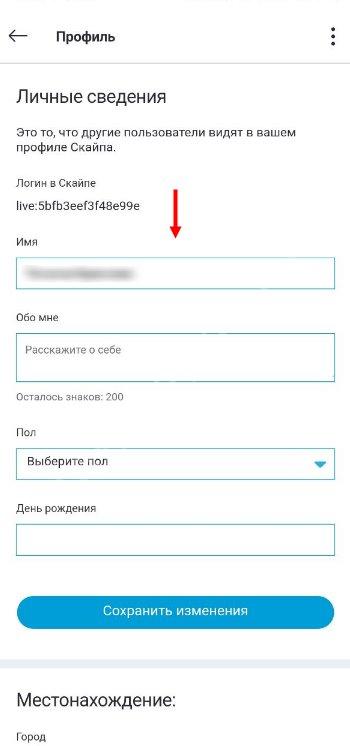 Профиль
Личные сведения
Это то, что другие пользователи видят в вашем
профиле Скайпа.
Логин в Скайпе
live:5bfb3eef3f48e99e
Имя
Обо мне
Расскажите о себе
Осталось знаков: 200
Пол
Выберите пол
День рождения
Сохранить изменения
Местонахождение:
Город